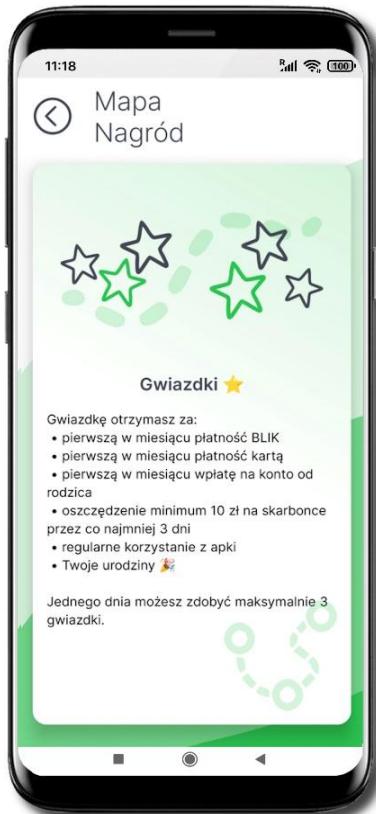 11:18
R
100
Mapa
Nagród
Gwiazdki ⭐
Gwiazdkę otrzymasz za:
• pierwszą w miesiącu płatność BLIK
• pierwszą w miesiącu płatność kartą
• pierwszą w miesiącu wpłatę na konto od
rodzica
• oszczędzenie minimum 10 zł na skarbonce
przez co najmniej 3 dni
• regularne korzystanie z apki
• Twoje urodziny 🎉
Jednego dnia możesz zdobyć maksymalnie 3
gwiazdki.